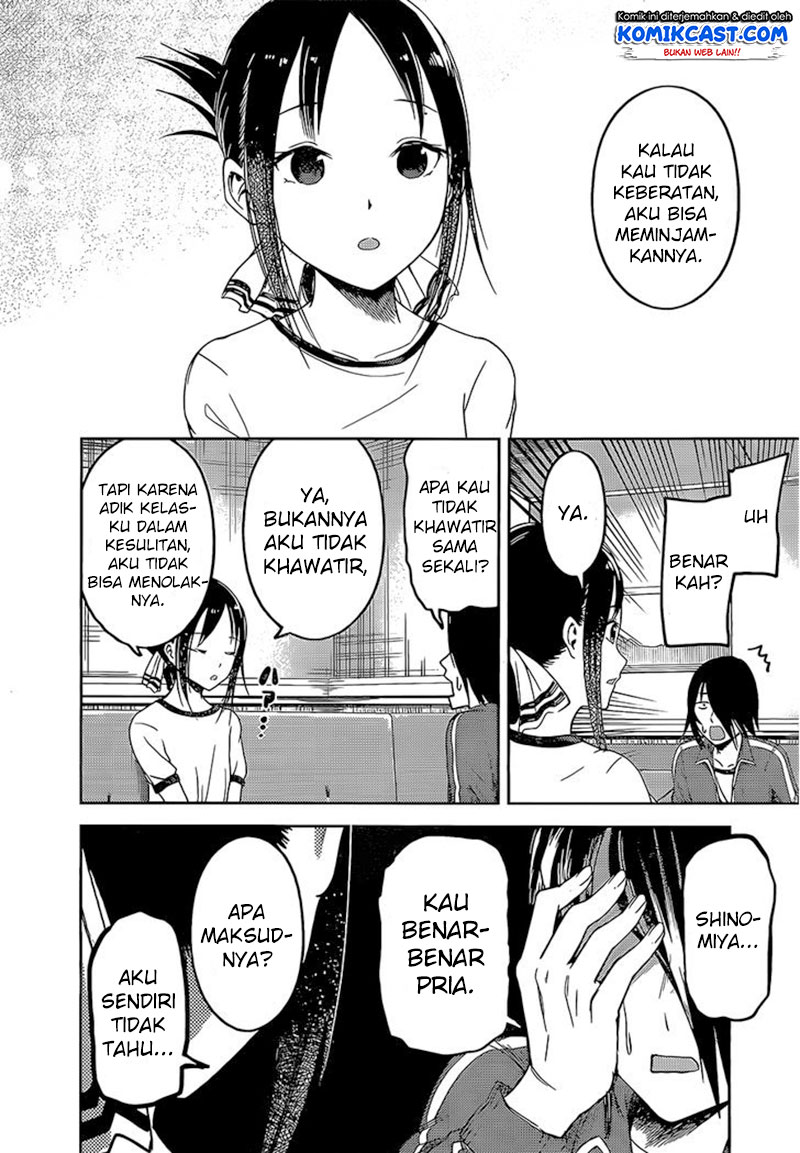 Komik ini diterjemahkan & diedit oleh
KOMIKCAST.COM
BUKAN WEB LAIN!!
KALAU
KAU TIDAK
KEBERATAN,
AKU BISA
MEMINJAM-
KANNYA.
UH
BENAR
KAH?
YA.
APA KAU
TIDAK
KHAWATIR
SAMA
SEKALI?
YA,
BUKANNYA
AKU TIDAK
KHAWATIR,
TAPI KARENA
ADIK KELAS-
KU DALAM
KESULITAN,
AKU TIDAK
BISA MENOLAK-
NYA.
ハァ…
SHINO-
MIYA...
KAU
BENAR-
BENAR
PRIA.
APA
MAKSUD-
NYA?
AKU
SENDIRI
TIDAK
TAHU...